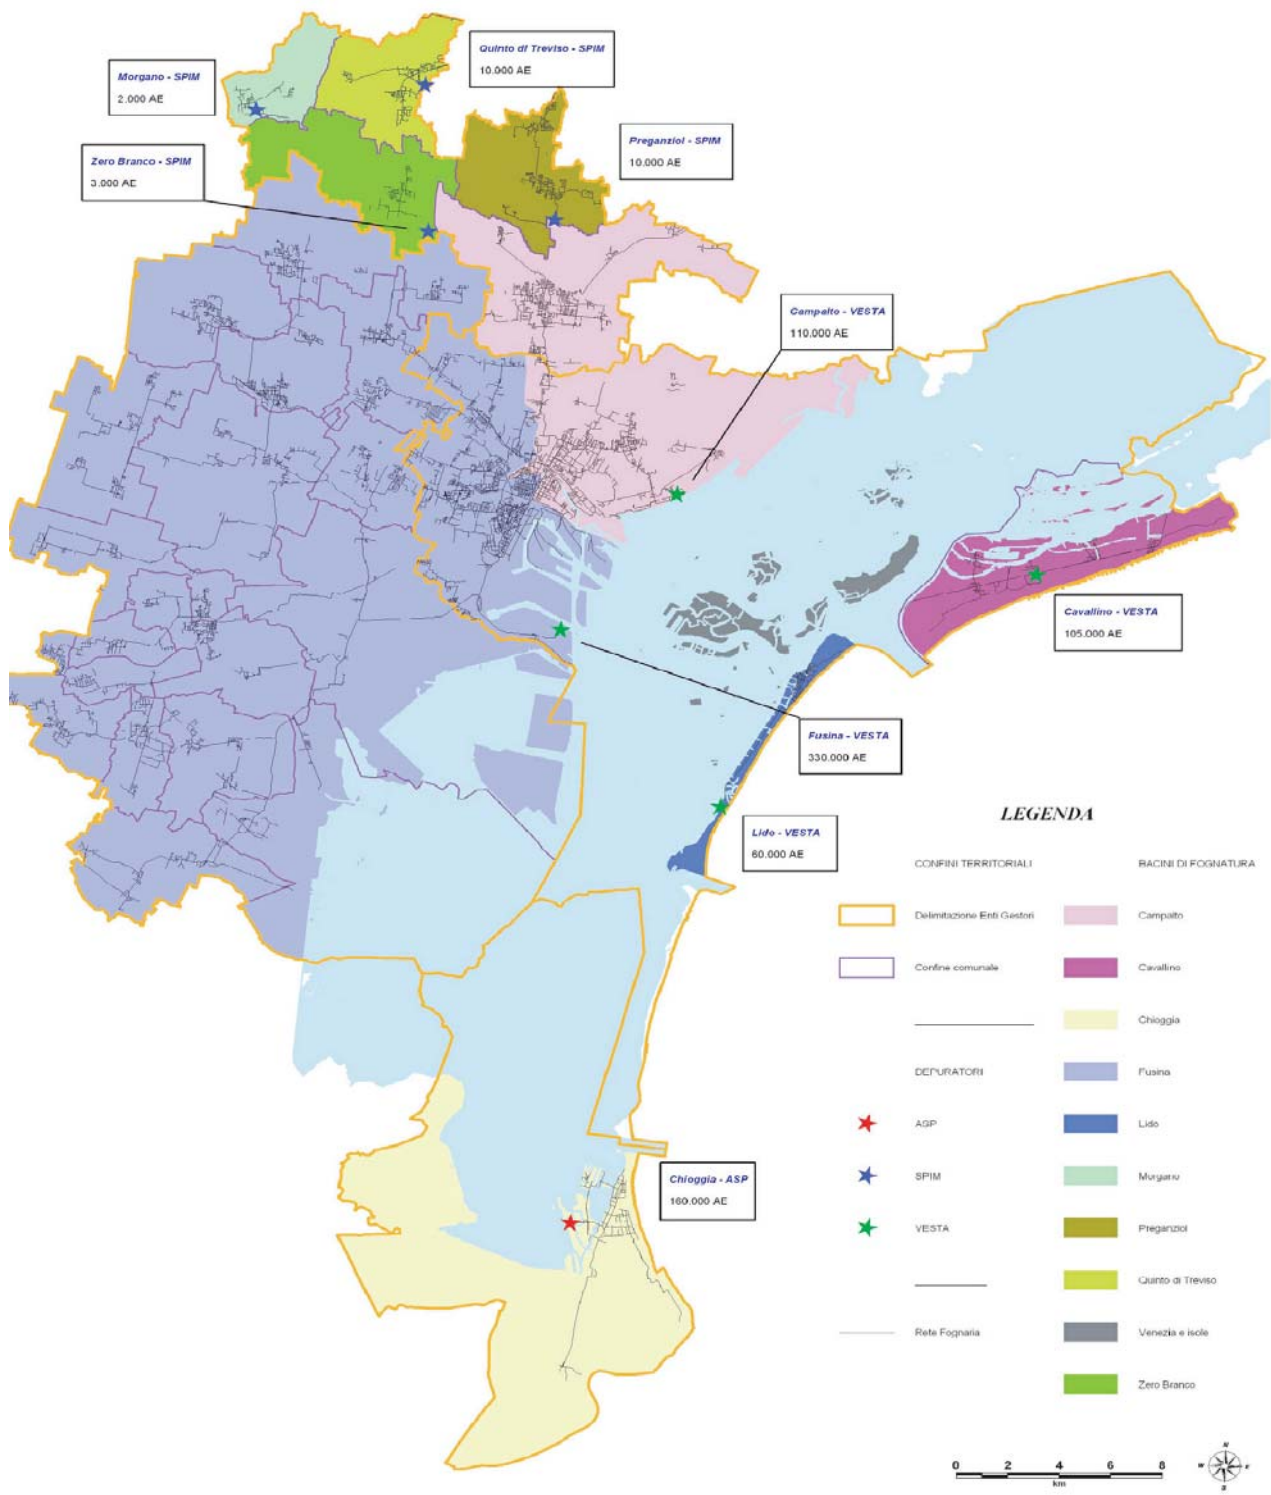 Quinto di Treviso - SPIM
10.000 AE
Morgano - SPIM
2.000 AE
Preganziol - SPIM
10.000 AE
Zero Branco - SPIM
3.000 AE
Campalto - VESTA
110.000 AE
Cavallino - VESTA
105.000 AE
Fusina - VESTA
330.000 AE
Lido - VESTA
60.000 AE
Chioggia - ASP
160.000 AE
LEGENDA
CONFINI TERRITORIALI
Delimitazione Enti Gestori
Confine comunale
DEPURATORI
ASP
SPIM
VESTA
Rete Fognaria
BACINI DI FOGNATURA
Campalto
Cavallino
Chioggia
Fusina
Lido
Morgano
Preganziol
Quinto di Treviso
Venezia e isole
Zero Branco
0 2 4 6 8
km
N
W E
S